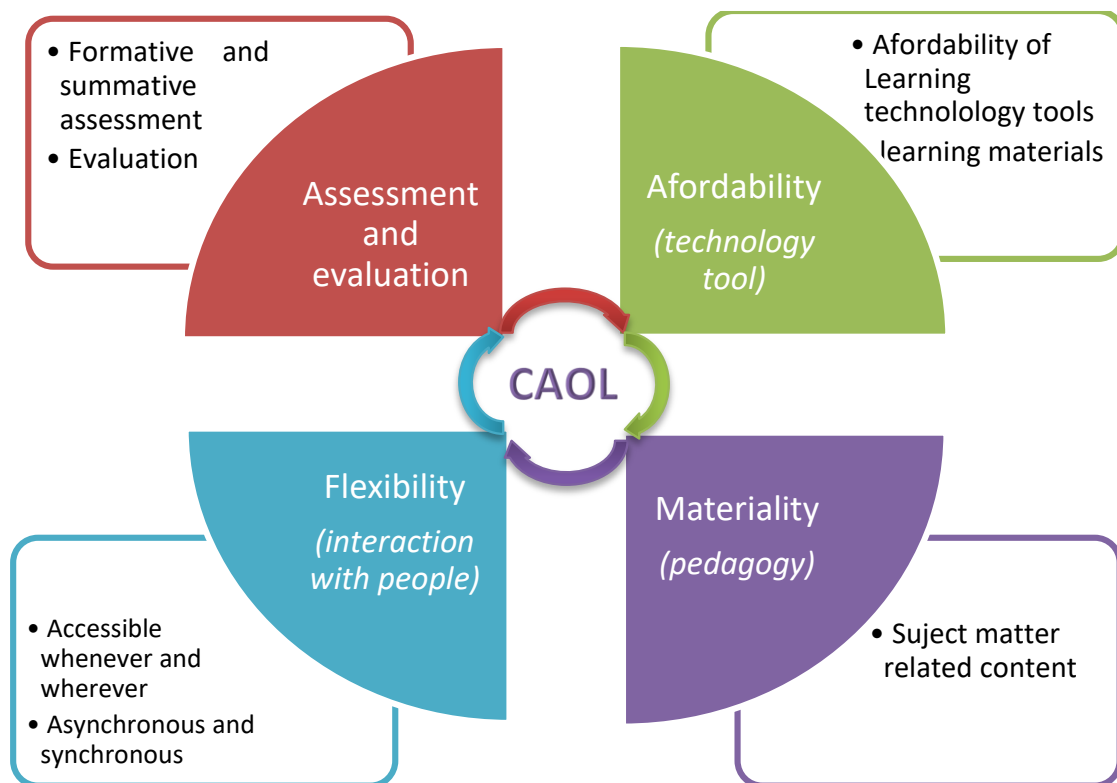 • Formative and
summative
assessment
• Evaluation
Assessment
and
evaluation
• Afordability of
Learning
technolology tools
learning materials
Afordability
(technology
tool)
CAOL
Flexibility
(interaction
with people)
• Accessible
whenever and
wherever
• Asynchronous and
synchronous
Materiality
(pedagogy)
• Suject matter
related content